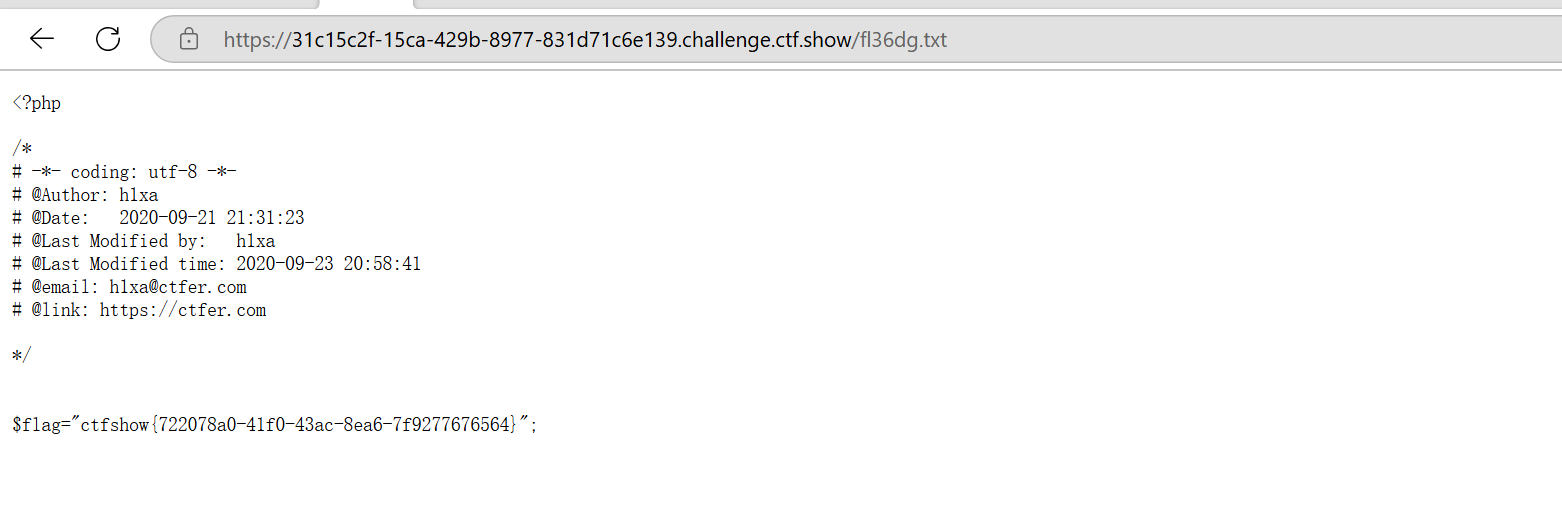 https://31c15c2f-15ca-429b-8977-831d71c6e139.challenge.ctf.show/fl36dg.txt
<?php
/*
# -*- coding: utf-8 -*-
# @Author: h1xa
# @Date:   2020-09-21 21:31:23
# @Last Modified by:   h1xa
# @Last Modified time: 2020-09-23 20:58:41
# @email: h1xa@ctfer.com
# @link: https://ctfer.com
*/
$flag="ctfshow{722078a0-41f0-43ac-8ea6-7f9277676564}";